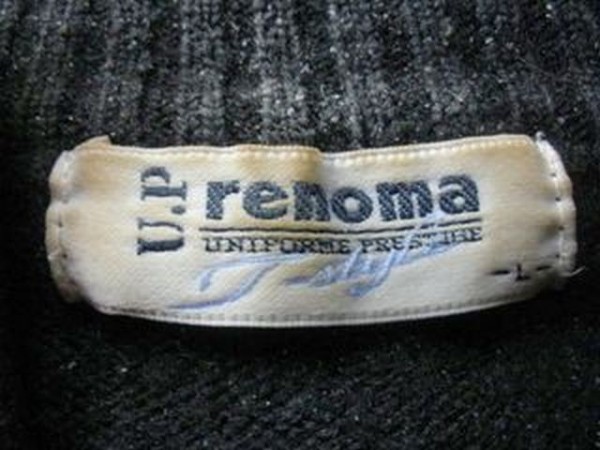 U.P renoma
UNIFORME PRESTIGE
J-style
-L-